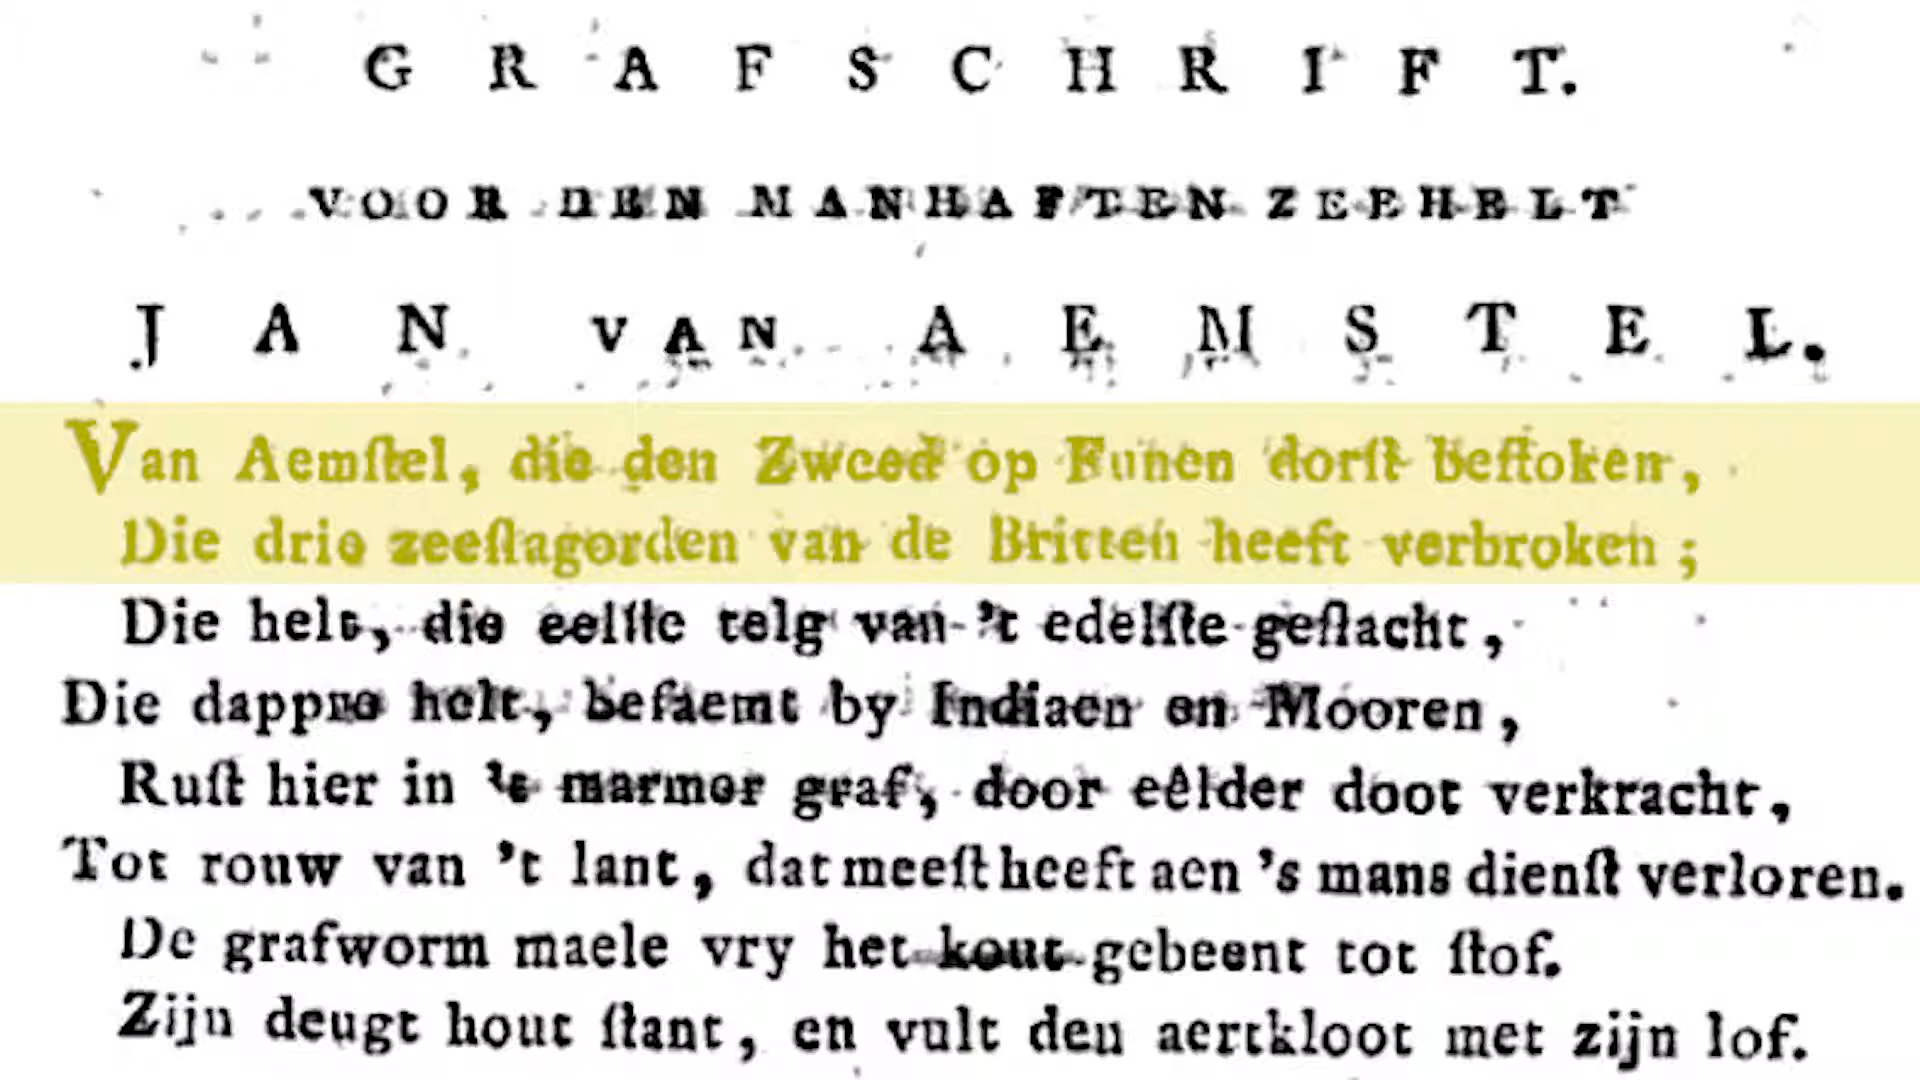 GRAFSCHRIFT.
VOOR DEN MANHAFTEN ZEEHELT
JAN VAN AEMSTEL.
Van Aemſtel, die den Zweed op Funen dorſt beſtoken,
Die drie zeeſlagorden van de Britten heeft verbroken;
Die helt, die eelſte telg van 't edelſte geſlacht,
Die dappre helt, befaemt by Indiaen en Mooren,
Ruſt hier in 't marmer graf, door eêlder doot verkracht,
Tot rouw van 't lant, dat meeſt heeft aen 's mans dienſt verloren.
De grafworm maele vry het kout gebeent tot ſtof.
Zijn deugt hout ſtant, en vult den aertkloot met zijn lof.